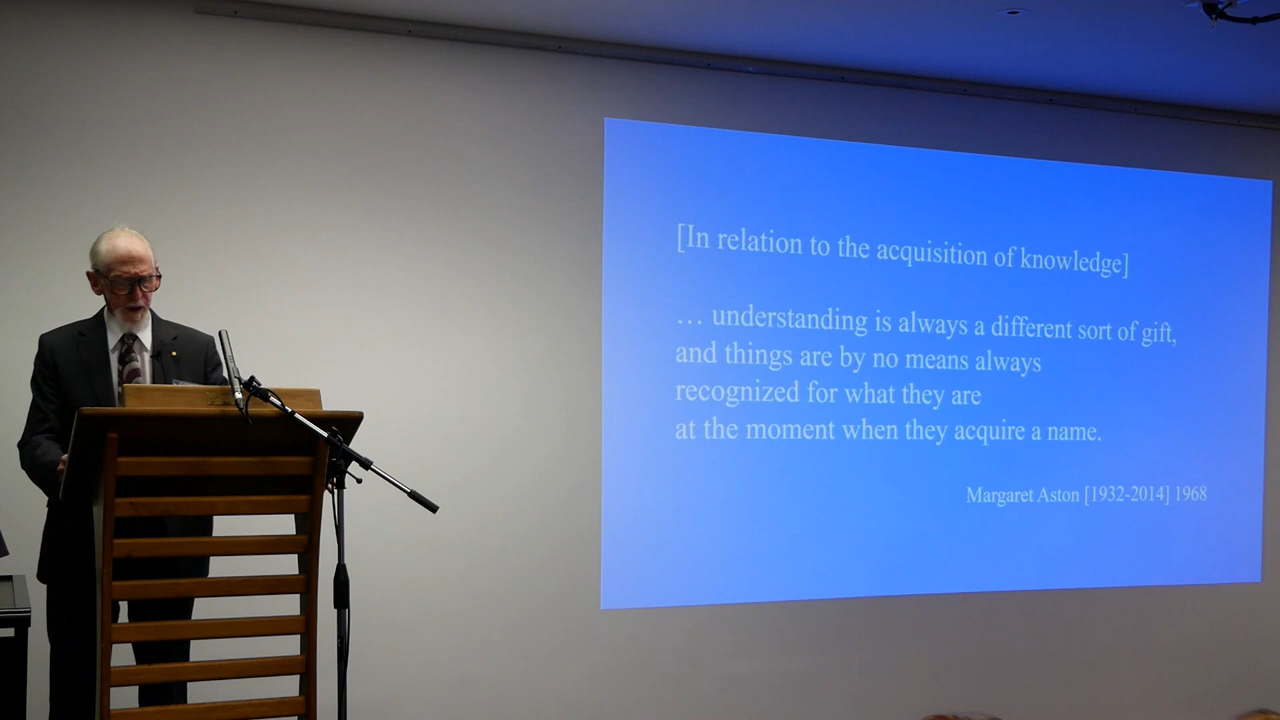 [In relation to the acquisition of knowledge]
… understanding is always a different sort of gift,
and things are by no means always
recognized for what they are
at the moment when they acquire a name.
Margaret Aston [1932-2014] 1968